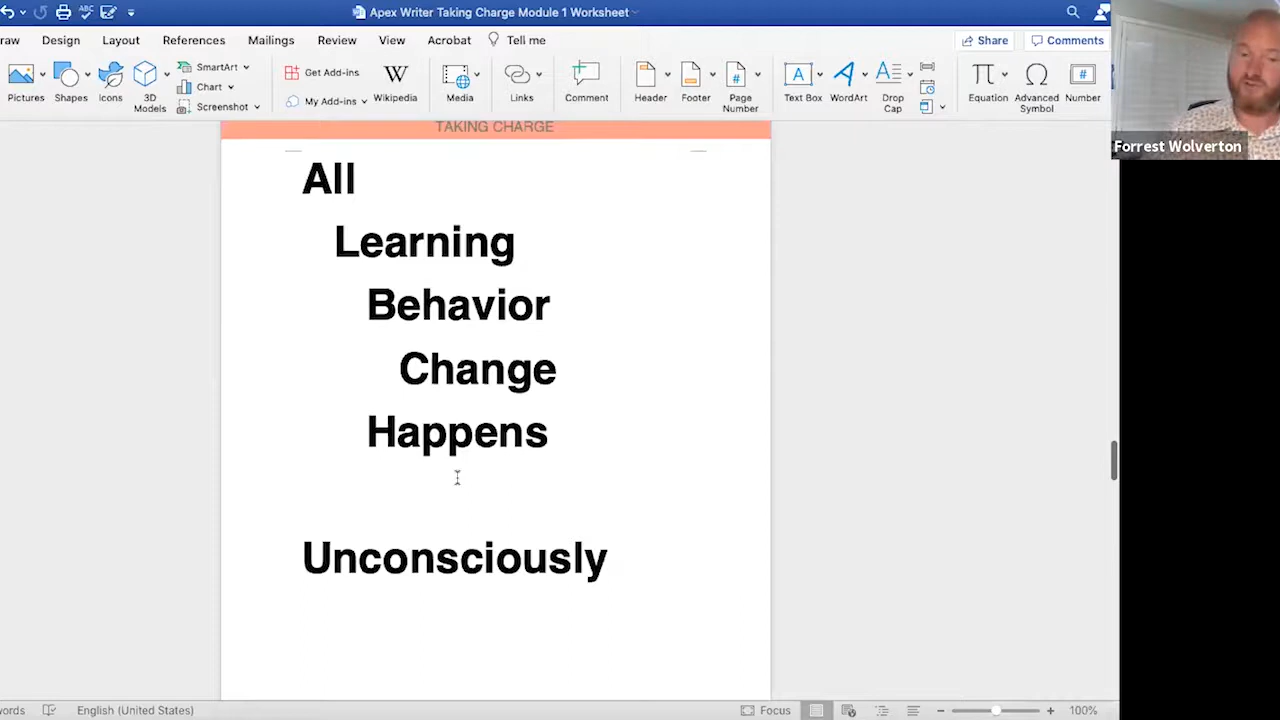 Apex Writer Taking Charge Module 1 Worksheet
raw Design Layout References Mailings Review View Acrobat Tell me Share Comments
Pictures Shapes Icons 3D Models SmartArt Chart Screenshot Get Add-ins My Add-ins Wikipedia Media Links Comment Header Footer Page Number Text Box WordArt Drop Cap Equation Advanced Symbol Number
TAKING CHARGE
Forrest Wolverton
All
Learning
Behavior
Change
Happens
Unconsciously
words English (United States) Focus 100%